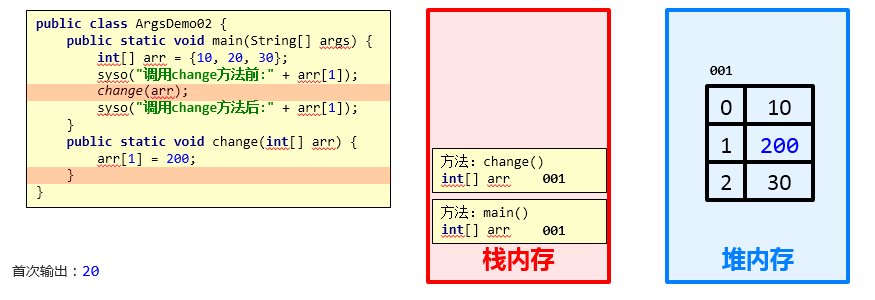 public class ArgsDemo02 {
public static void main(String[] args) {
int[] arr = {10, 20, 30};
syso("调用change方法前:" + arr[1]);
change(arr);
syso("调用change方法后:" + arr[1]);
}
public static void change(int[] arr) {
arr[1] = 200;
}
}
首次输出：20
方法：change()
int[] arr 001
方法：main()
int[] arr 001
栈内存
001
0 10
1 200
2 30
堆内存